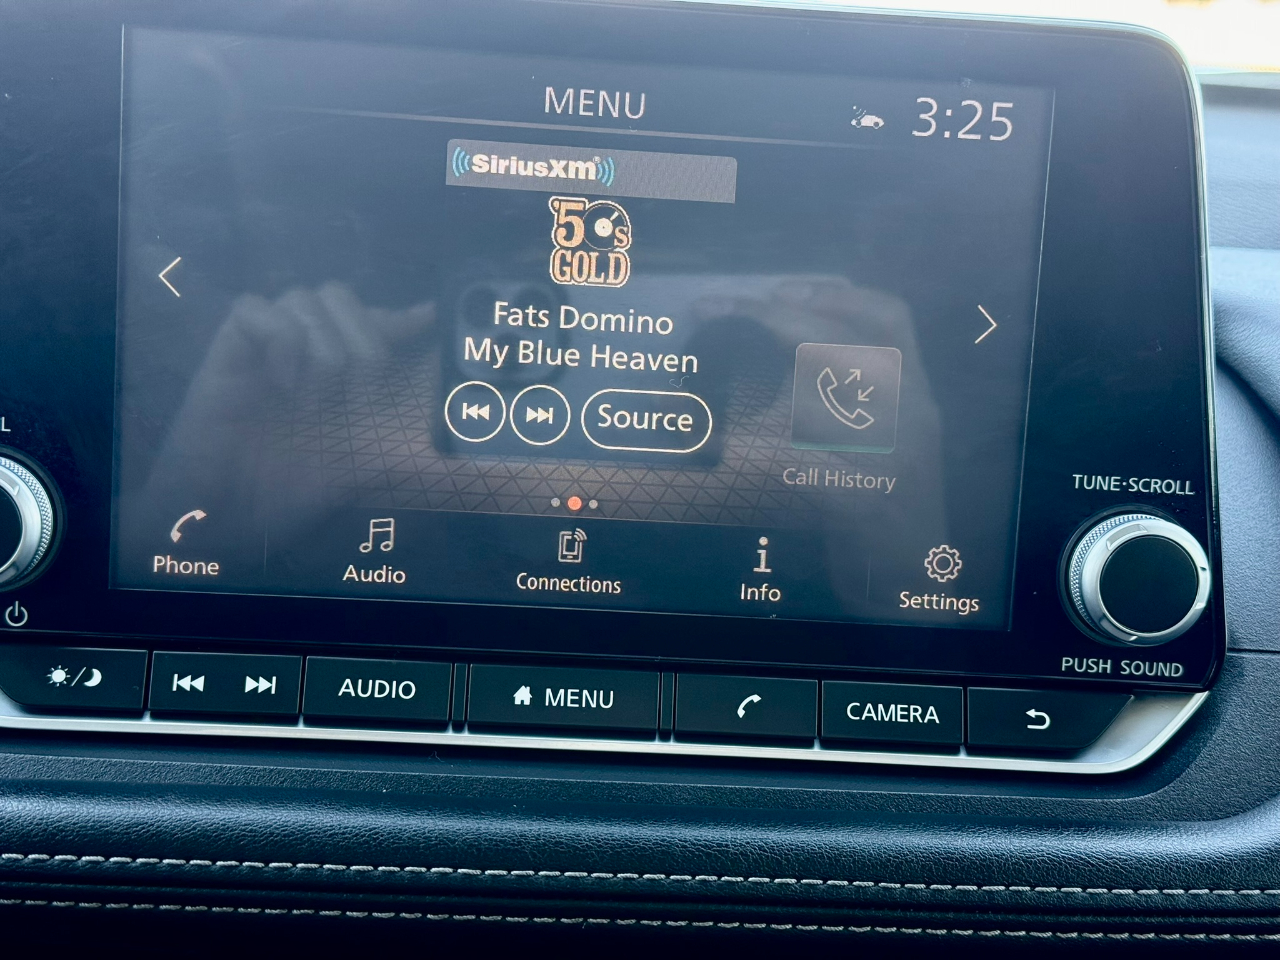 MENU
3:25
SiriusXM
'50s
GOLD
Fats Domino
My Blue Heaven
Source
Call History
Phone
Audio
Connections
Info
Settings
L
TUNE·SCROLL
PUSH SOUND
AUDIO
MENU
CAMERA